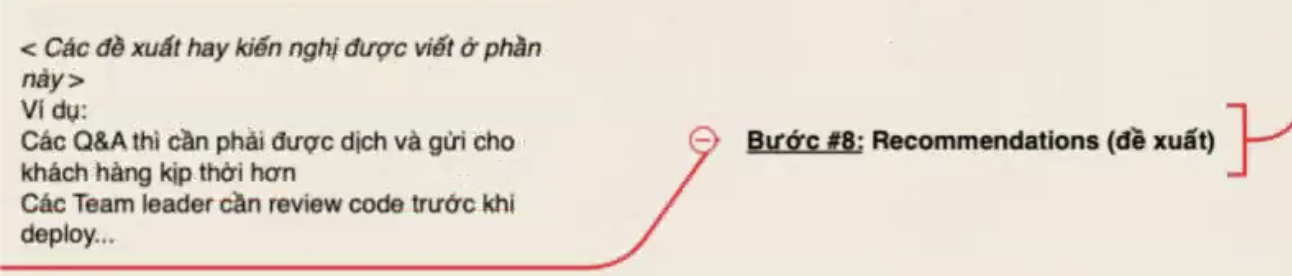 < Các đề xuất hay kiến nghị được viết ở phần
này >
Ví dụ:
Các Q&A thì cần phải được dịch và gửi cho
khách hàng kịp thời hơn
Các Team leader cần review code trước khi
deploy...
Bước #8: Recommendations (đề xuất)